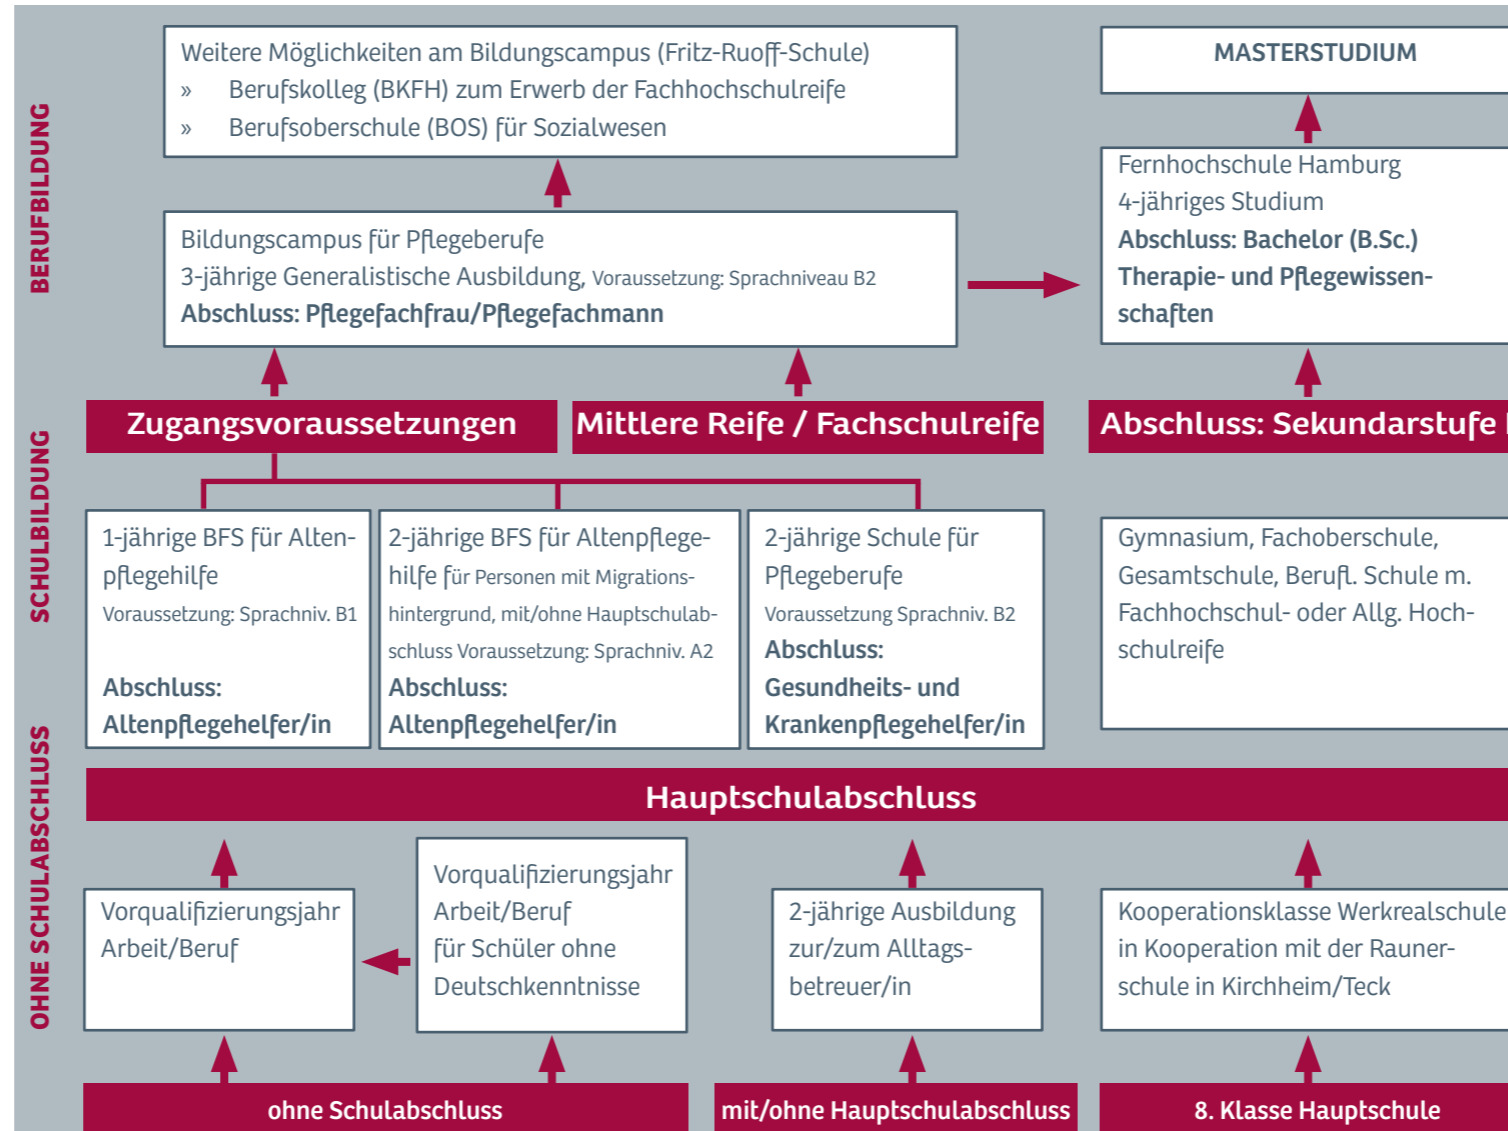 BERUFBILDUNG
Weitere Möglichkeiten am Bildungscampus (Fritz-Ruoff-Schule)
» Berufskolleg (BKFH) zum Erwerb der Fachhochschulreife
» Berufsoberschule (BOS) für Sozialwesen
MASTERSTUDIUM
Bildungscampus für Pflegeberufe
3-jährige Generalistische Ausbildung, Voraussetzung: Sprachniveau B2
Abschluss: Pflegefachfrau/Pflegefachmann
Fernhochschule Hamburg
4-jähriges Studium
Abschluss: Bachelor (B.Sc.)
Therapie- und Pflegewissen-
schaften
SCHULBILDUNG
Zugangsvoraussetzungen
Mittlere Reife / Fachschulreife
Abschluss: Sekundarstufe
1-jährige BFS für Alten-
pflegehilfe
Voraussetzung: Sprachniv. B1
Abschluss:
Altenpflegehelfer/in
2-jährige BFS für Altenpflege-
hilfe für Personen mit Migrations-
hintergrund, mit/ohne Hauptschulab-
schluss Voraussetzung: Sprachniv. A2
Abschluss:
Altenpflegehelfer/in
2-jährige Schule für
Pflegeberufe
Voraussetzung Sprachniv. B2
Abschluss:
Gesundheits- und
Krankenpflegehelfer/in
Gymnasium, Fachoberschule,
Gesamtschule, Berufl. Schule m.
Fachhochschul- oder Allg. Hoch-
schulreife
OHNE SCHULABSCHLUSS
Hauptschulabschluss
Vorqualifizierungsjahr
Arbeit/Beruf
Vorqualifizierungsjahr
Arbeit/Beruf
für Schüler ohne
Deutschkenntnisse
2-jährige Ausbildung
zur/zum Alltags-
betreuer/in
Kooperationsklasse Werkrealschule
in Kooperation mit der Rauner-
schule in Kirchheim/Teck
ohne Schulabschluss
mit/ohne Hauptschulabschluss
8. Klasse Hauptschule